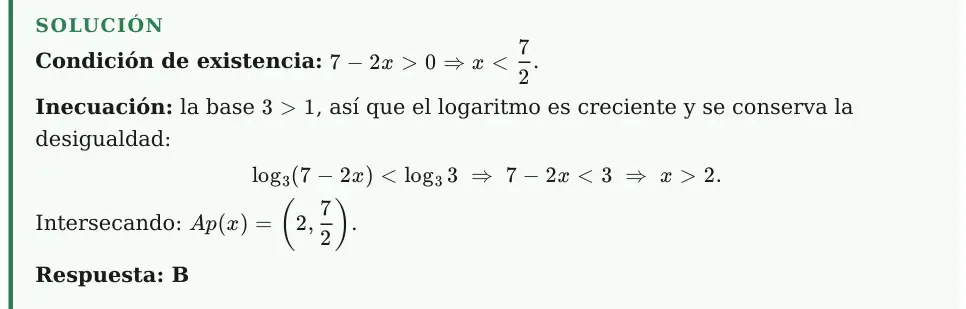 SOLUCIÓN
Condición de existencia: 7 − 2x > 0 ⇒ x < 7/2.
Inecuación: la base 3 > 1, así que el logaritmo es creciente y se conserva la
desigualdad:
log₃(7 − 2x) < log₃ 3 ⇒ 7 − 2x < 3 ⇒ x > 2.
Intersecando: Ap(x) = (2, 7/2).
Respuesta: B